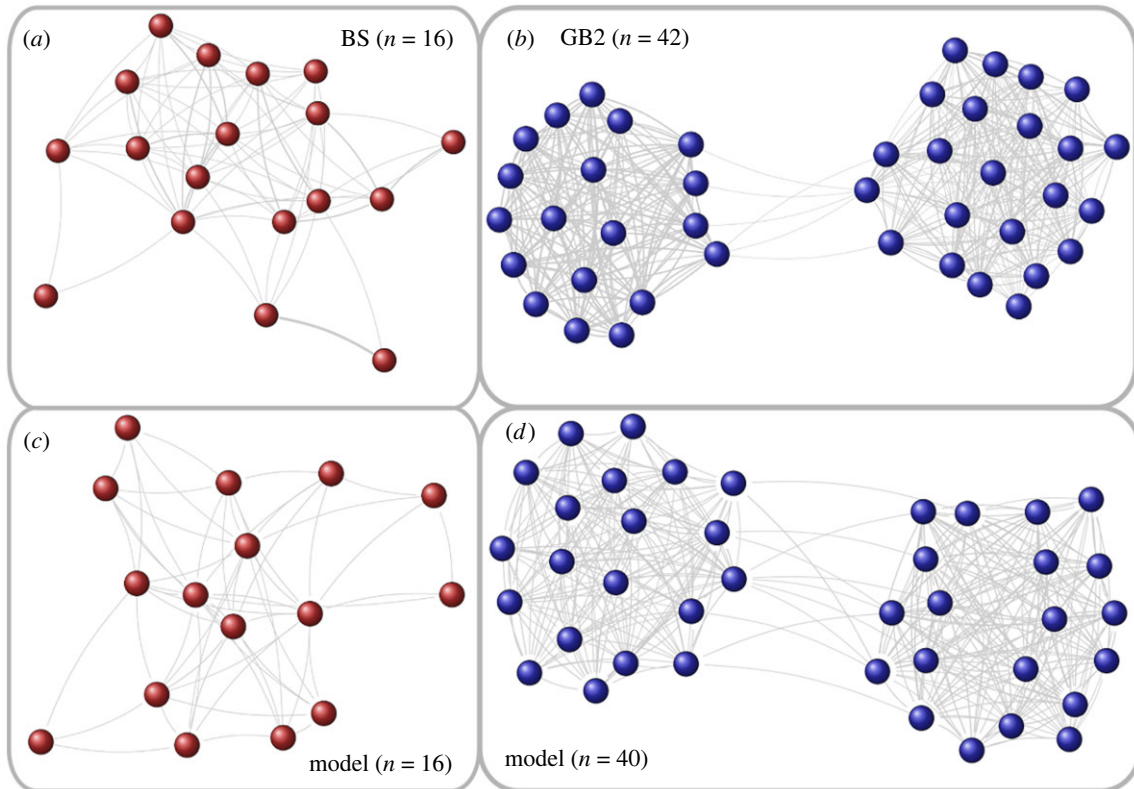 (a) BS (n = 16)
(b) GB2 (n = 42)
(c)
model (n = 16)
(d)
model (n = 40)